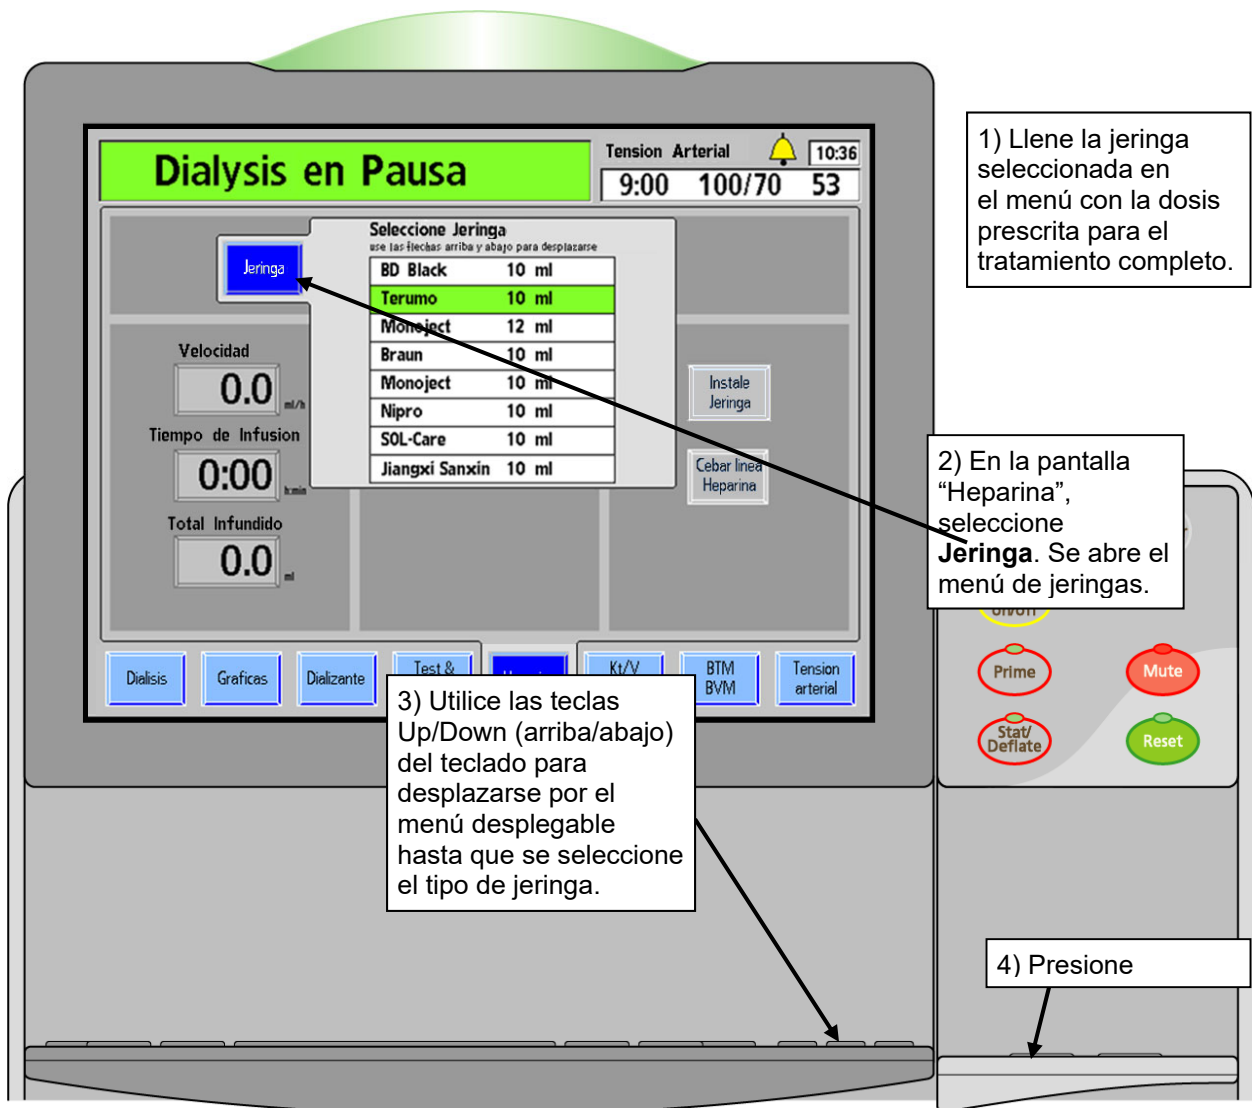 Dialysis en Pausa
Tension Arterial
10:36
9:00 100/70 53
1) Llene la jeringa
seleccionada en
el menú con la dosis
prescrita para el
tratamiento completo.
Jeringa
Seleccione Jeringa
use las flechas arriba y abajo para desplazarse
BD Black 10 ml
Terumo 10 ml
Monoject 12 ml
Braun 10 ml
Monoject 10 ml
Nipro 10 ml
SOL-Care 10 ml
Jiangxi Sanxin 10 ml
Velocidad
0.0 ml/h
Tiempo de Infusion
0:00 h:min
Total Infundido
0.0 ml
Instale
Jeringa
Cebar linea
Heparina
2) En la pantalla
“Heparina”,
seleccione
Jeringa. Se abre el
menú de jeringas.
on/off
Prime
Mute
Stat/
Deflate
Reset
Dialisis
Graficas
Dializante
Test &
Kt/V
BTM
BVM
Tension
arterial
3) Utilice las teclas
Up/Down (arriba/abajo)
del teclado para
desplazarse por el
menú desplegable
hasta que se seleccione
el tipo de jeringa.
4) Presione